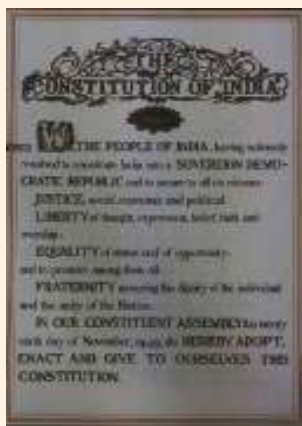 THE
CONSTITUTION OF INDIA
WE, THE PEOPLE OF INDIA, having solemnly
resolved to constitute India into a SOVEREIGN DEMO-
CRATIC REPUBLIC and to secure to all its citizens:
JUSTICE, social, economic and political;
LIBERTY of thought, expression, belief, faith and
worship;
EQUALITY of status and of opportunity;
and to promote among them all
FRATERNITY assuring the dignity of the individual
and the unity of the Nation;
IN OUR CONSTITUENT ASSEMBLY this twenty
sixth day of November, 1949, do HEREBY ADOPT,
ENACT AND GIVE TO OURSELVES THIS
CONSTITUTION.